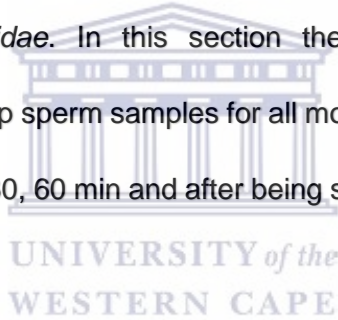 idae. In this section the
p sperm samples for all mo
0, 60 min and after being s
UNIVERSITY of the
WESTERN CAPE